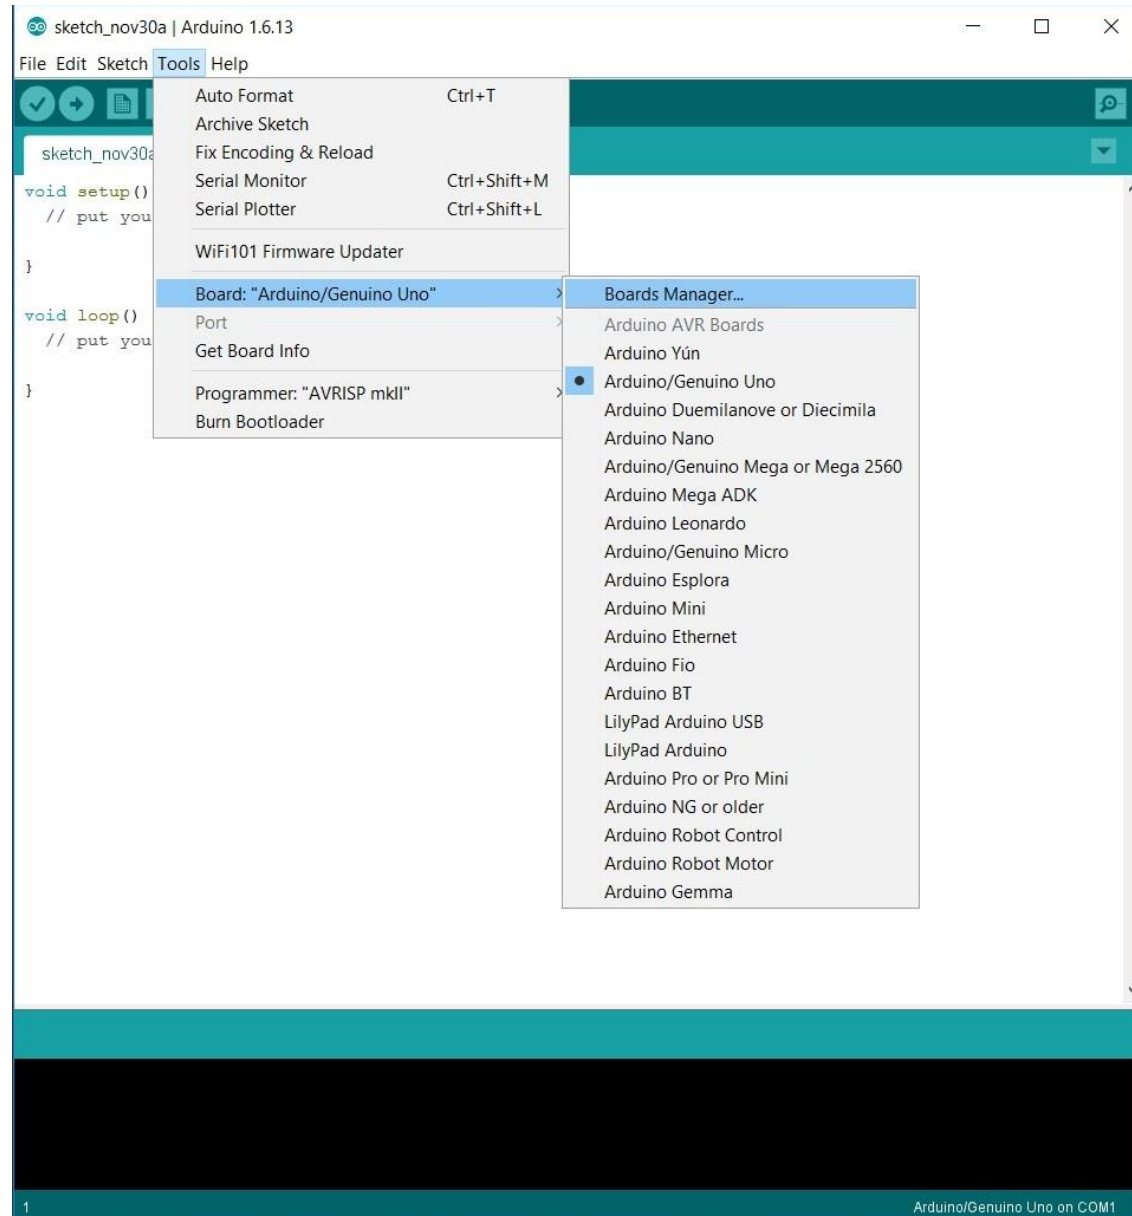 sketch_nov30a | Arduino 1.6.13
File Edit Sketch Tools Help
sketch_nov30a
void setup()
// put you
}
void loop()
// put you
}
Auto Format Ctrl+T
Archive Sketch
Fix Encoding & Reload
Serial Monitor Ctrl+Shift+M
Serial Plotter Ctrl+Shift+L
WiFi101 Firmware Updater
Board: "Arduino/Genuino Uno"
Port
Get Board Info
Programmer: "AVRISP mkII"
Burn Bootloader
Boards Manager...
Arduino AVR Boards
Arduino Yún
Arduino/Genuino Uno
Arduino Duemilanove or Diecimila
Arduino Nano
Arduino/Genuino Mega or Mega 2560
Arduino Mega ADK
Arduino Leonardo
Arduino/Genuino Micro
Arduino Esplora
Arduino Mini
Arduino Ethernet
Arduino Fio
Arduino BT
LilyPad Arduino USB
LilyPad Arduino
Arduino Pro or Pro Mini
Arduino NG or older
Arduino Robot Control
Arduino Robot Motor
Arduino Gemma
1 Arduino/Genuino Uno on COM1